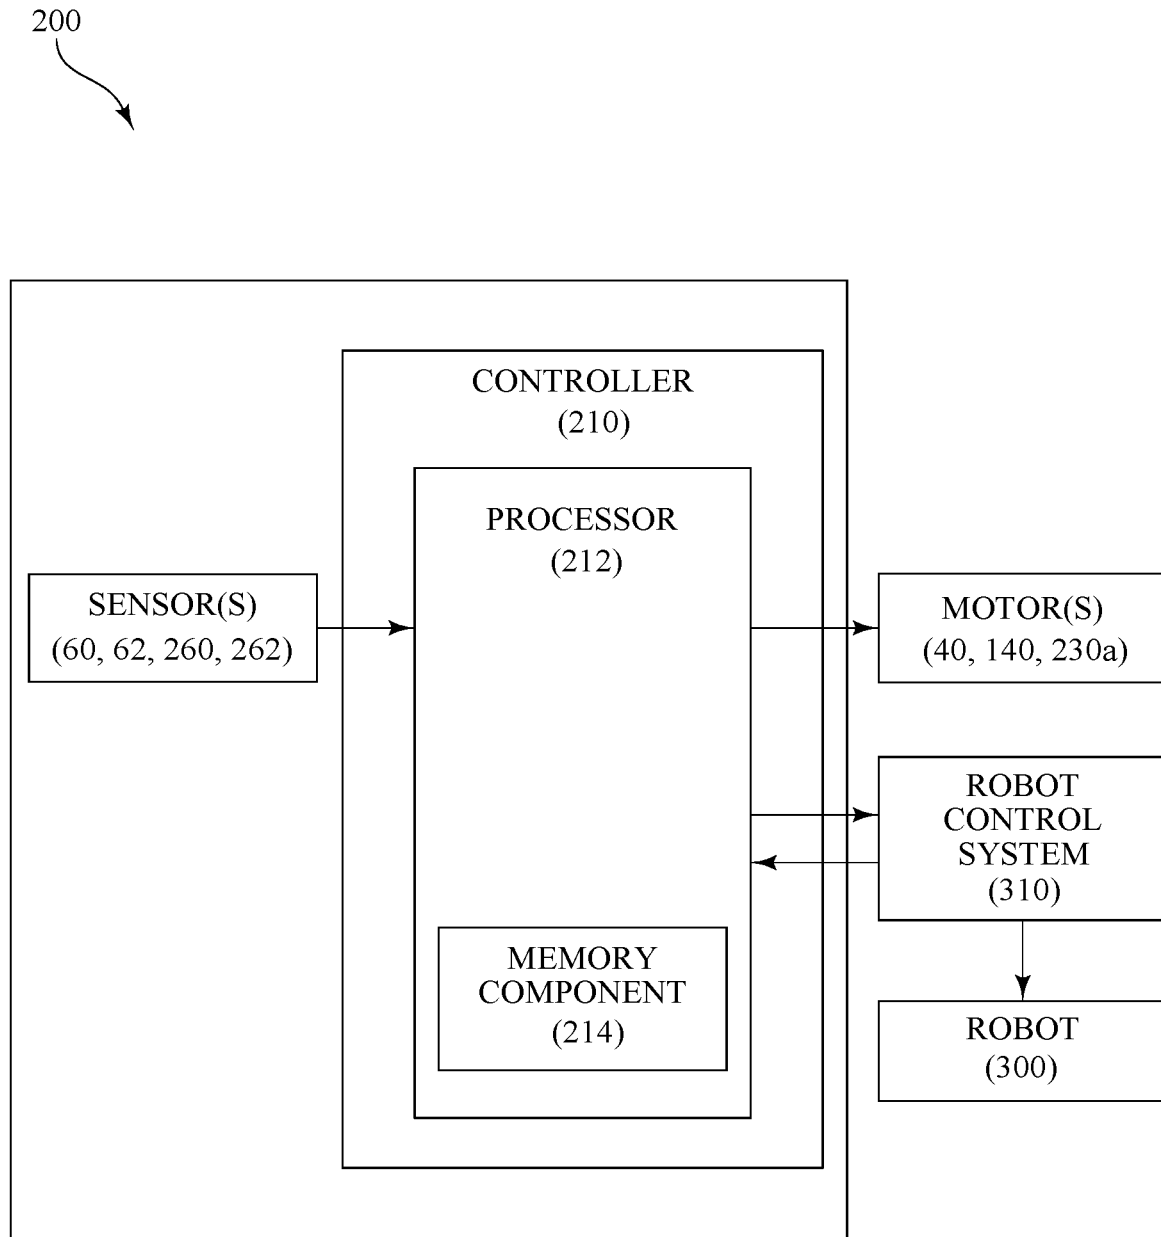 200
CONTROLLER
(210)
PROCESSOR
(212)
SENSOR(S)
(60, 62, 260, 262)
MOTOR(S)
(40, 140, 230a)
ROBOT
CONTROL
SYSTEM
(310)
MEMORY
COMPONENT
(214)
ROBOT
(300)